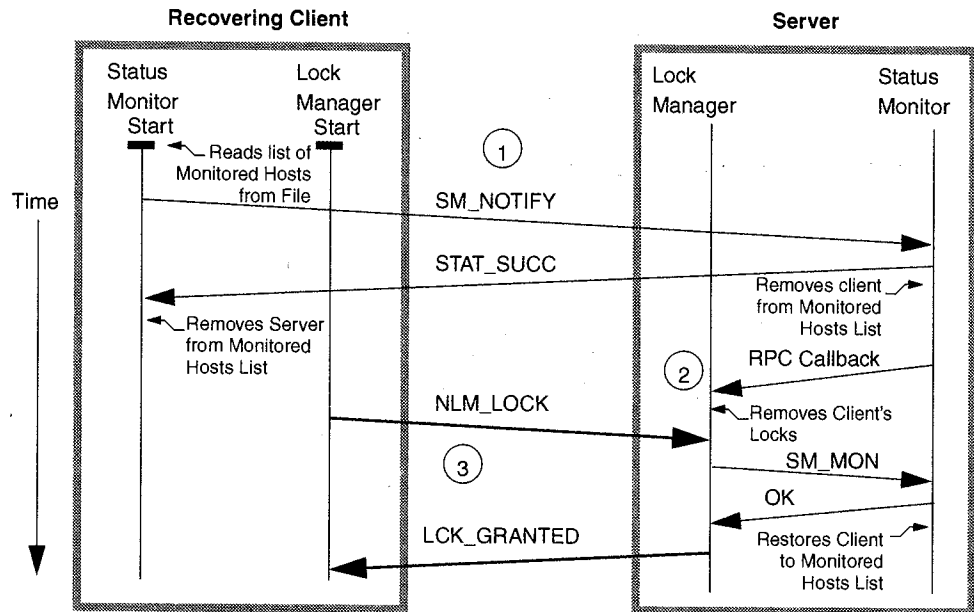 Recovering Client
Server
Status
Monitor
Start
Lock
Manager
Start
Lock
Manager
Status
Monitor
Reads list of
Monitored Hosts
from File
1
Time
SM_NOTIFY
STAT_SUCC
Removes client
from Monitored
Hosts List
Removes Server
from Monitored
Hosts List
RPC Callback
2
NLM_LOCK
Removes Client's
Locks
3
SM_MON
OK
LCK_GRANTED
Restores Client
to Monitored
Hosts List